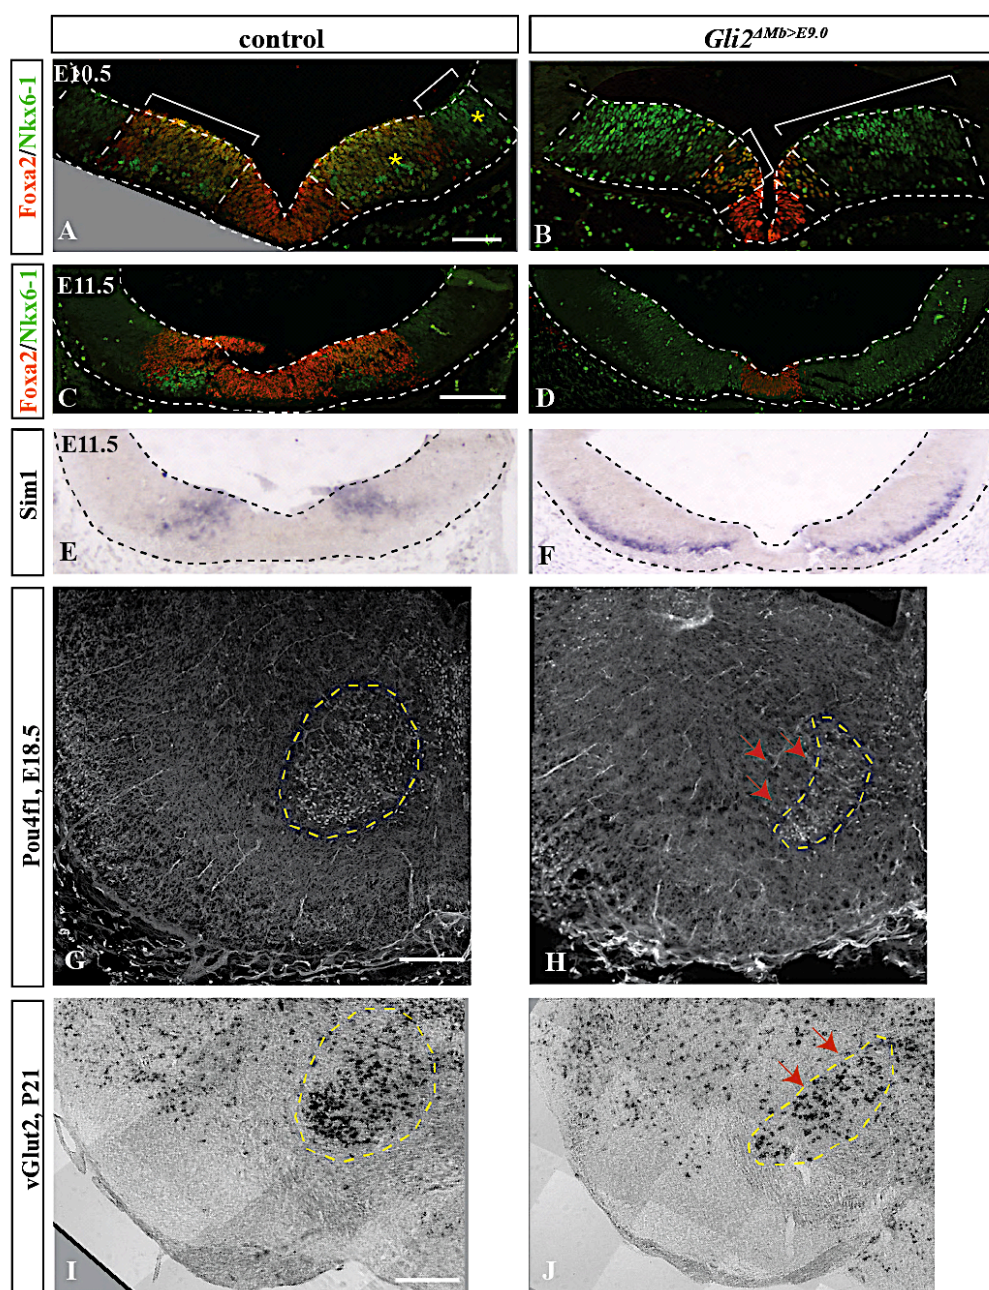 control
Gli2ΔMb>E9.0
Foxa2/Nkx6-1
E10.5
A
B
Foxa2/Nkx6-1
E11.5
C
D
Sim1
E11.5
E
F
Pou4f1, E18.5
G
H
vGlut2, P21
I
J